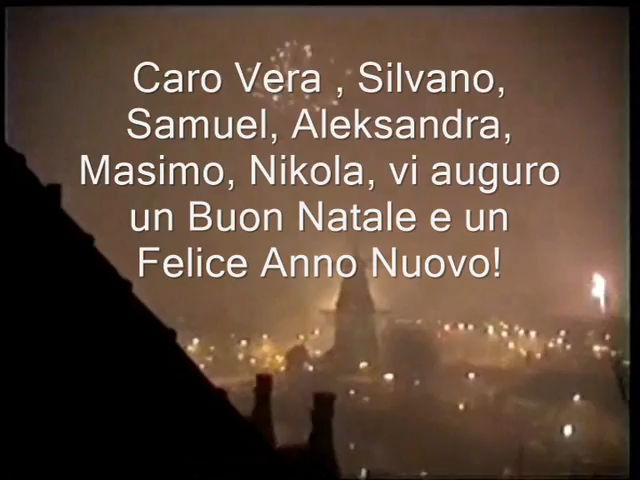 Caro Vera , Silvano,
Samuel, Aleksandra,
Masimo, Nikola, vi auguro
un Buon Natale e un
Felice Anno Nuovo!